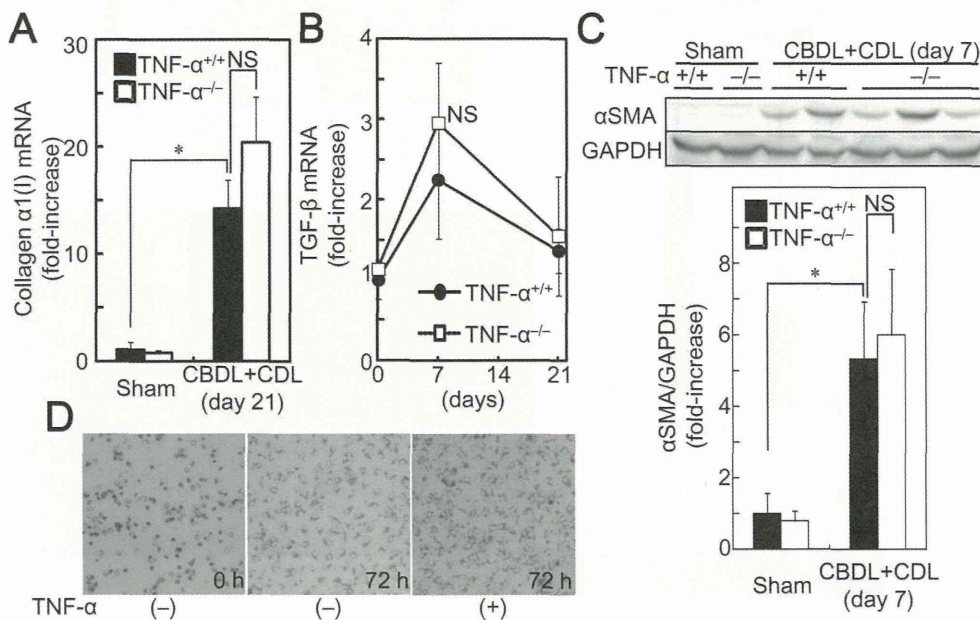 A
Collagen α1(I) mRNA
(fold-increase)
30
20
10
0
TNF-α+/+
TNF-α−/−
NS
*
Sham
CBDL+CDL
(day 21)
B
TGF-β mRNA
(fold-increase)
4
3
2
1
0
NS
TNF-α+/+
TNF-α−/−
0 7 14 21
(days)
C
Sham CBDL+CDL (day 7)
TNF-α +/+ −/− +/+ −/−
αSMA
GAPDH
αSMA/GAPDH
(fold-increase)
8
6
4
2
0
TNF-α+/+
TNF-α−/−
NS
*
Sham
CBDL+CDL
(day 7)
D
0 h
72 h
72 h
TNF-α (−) (−) (+)